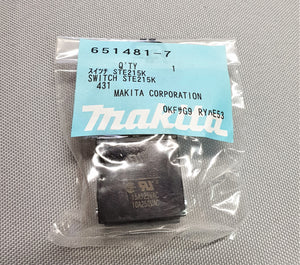 651481-7
Q'TY 1
スイッチ STE215K
SWITCH STE215K
431
MAKITA CORPORATION
makita